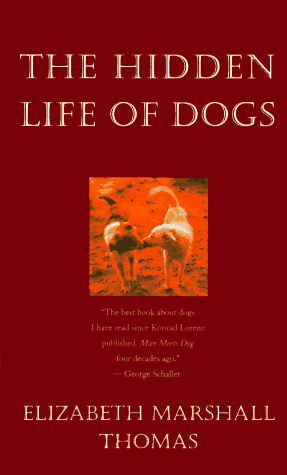 THE HIDDEN
LIFE OF DOGS
"The best book about dogs
I have read since Konrad Lorenz
published Man Meets Dog
four decades ago."
— George Schaller
ELIZABETH MARSHALL
THOMAS